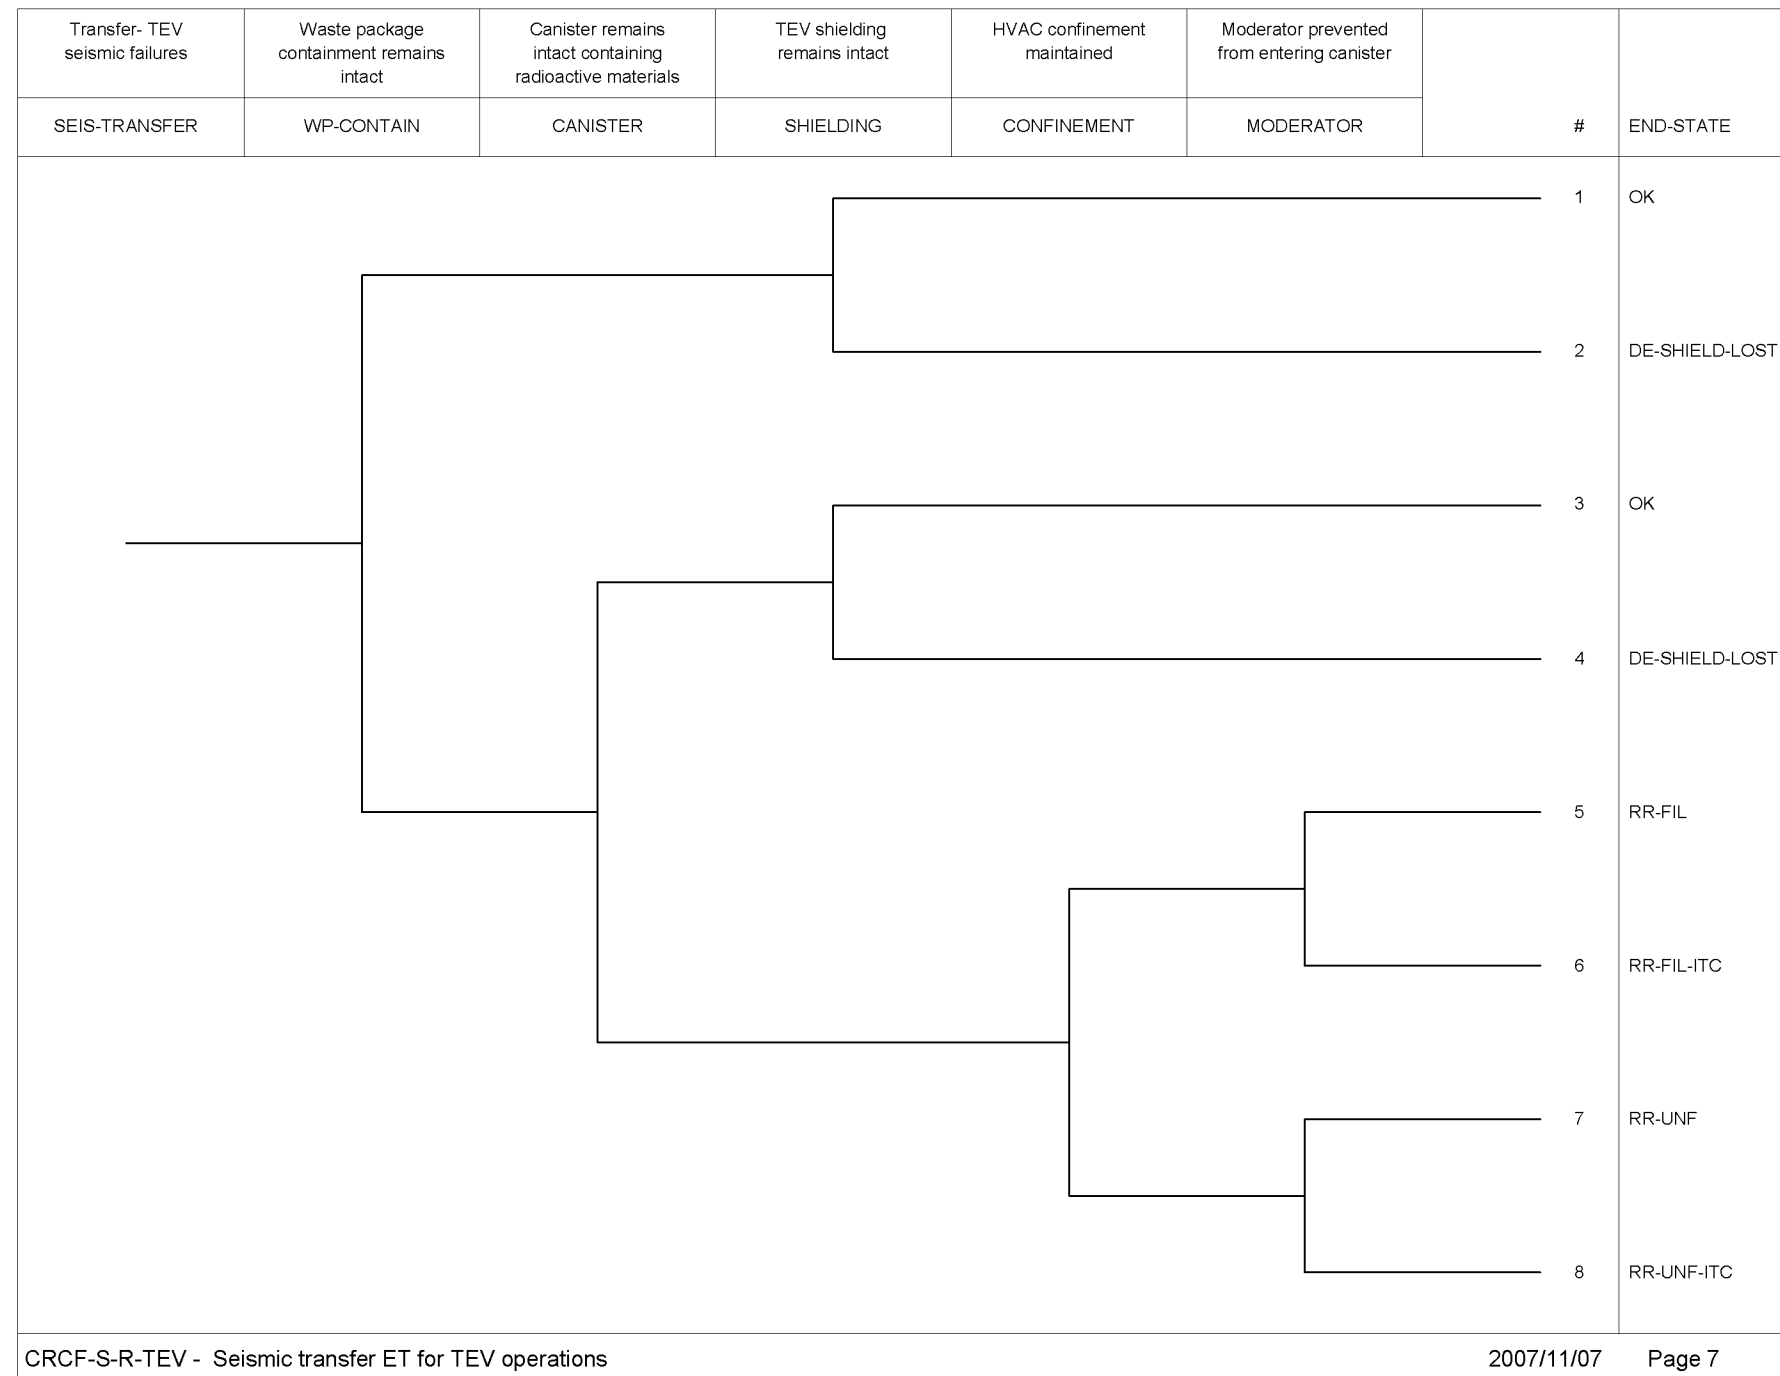 Transfer- TEV
seismic failures
Waste package
containment remains
intact
Canister remains
intact containing
radioactive materials
TEV shielding
remains intact
HVAC confinement
maintained
Moderator prevented
from entering canister
SEIS-TRANSFER
WP-CONTAIN
CANISTER
SHIELDING
CONFINEMENT
MODERATOR
#
END-STATE
1 OK
2 DE-SHIELD-LOST
3 OK
4 DE-SHIELD-LOST
5 RR-FIL
6 RR-FIL-ITC
7 RR-UNF
8 RR-UNF-ITC
CRCF-S-R-TEV - Seismic transfer ET for TEV operations 2007/11/07 Page 7